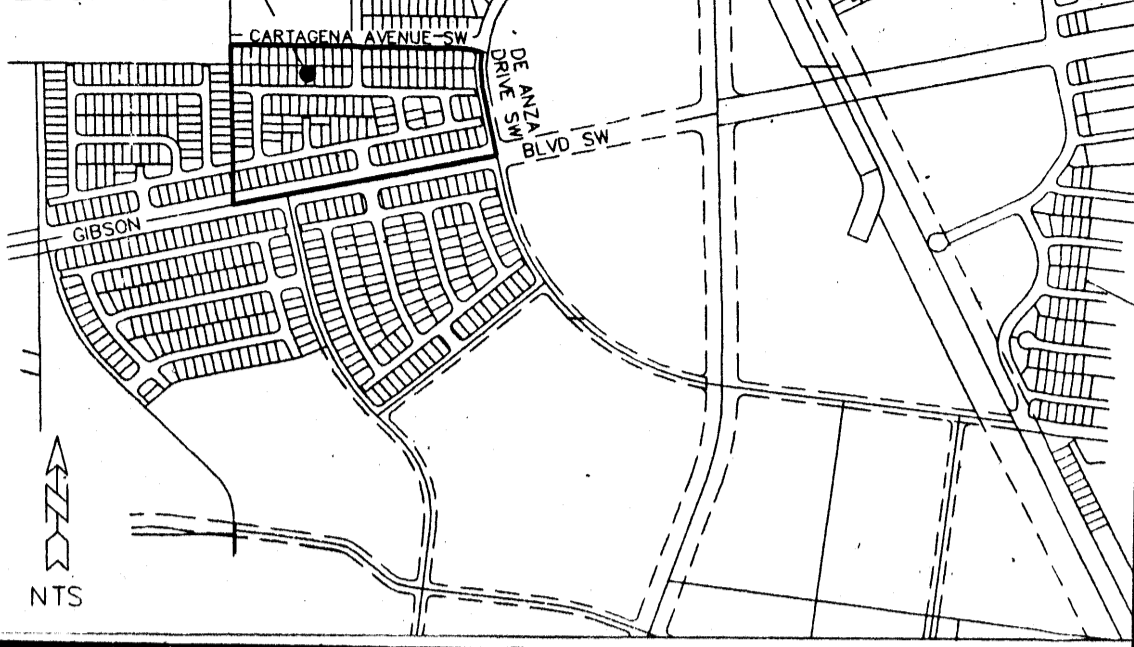 CARTAGENA AVENUE SW
DE ANZA
DRIVE SW
BLVD SW
GIBSON
N
NTS